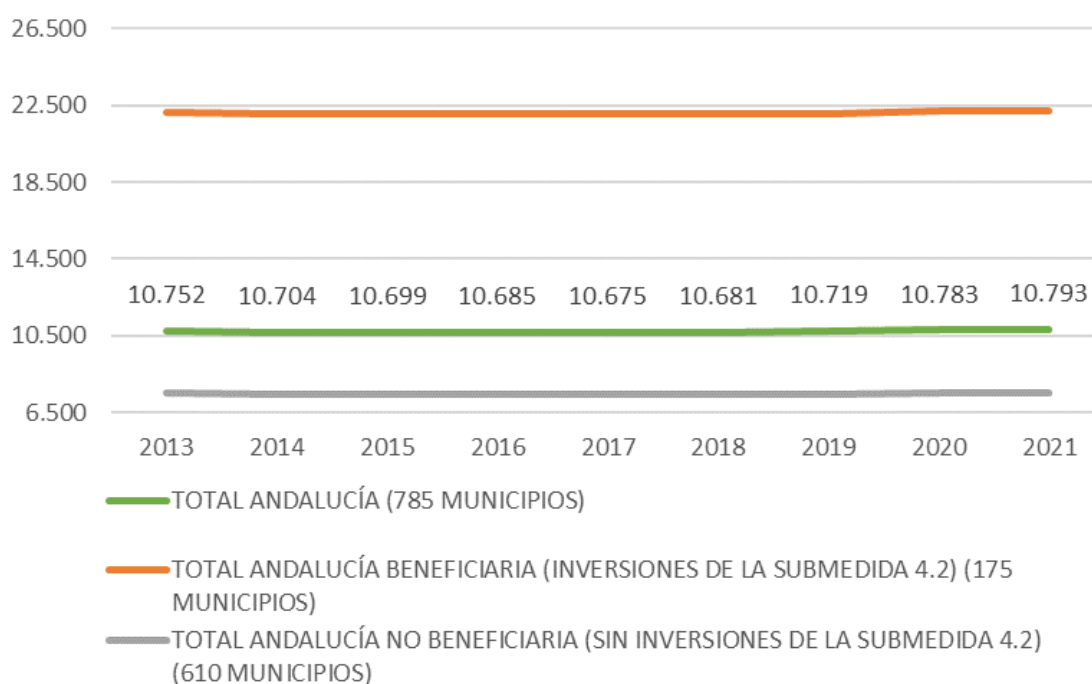 26.500
22.500
18.500
14.500
10.752 10.704 10.699 10.685 10.675 10.681 10.719 10.783 10.793
10.500
6.500
2013 2014 2015 2016 2017 2018 2019 2020 2021
TOTAL ANDALUCÍA (785 MUNICIPIOS)
TOTAL ANDALUCÍA BENEFICIARIA (INVERSIONES DE LA SUBMEDIDA 4.2) (175
MUNICIPIOS)
TOTAL ANDALUCÍA NO BENEFICIARIA (SIN INVERSIONES DE LA SUBMEDIDA 4.2)
(610 MUNICIPIOS)